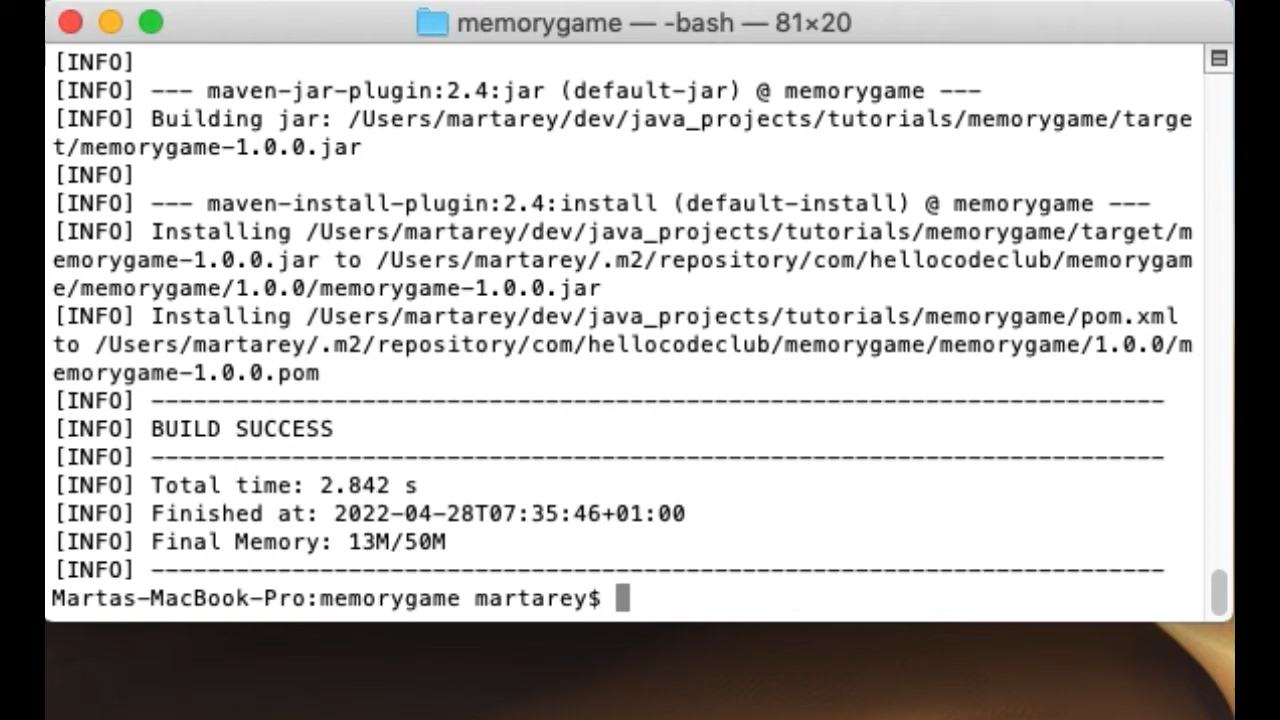 memorygame — -bash — 81×20
[INFO]
[INFO] --- maven-jar-plugin:2.4:jar (default-jar) @ memorygame ---
[INFO] Building jar: /Users/martarey/dev/java_projects/tutorials/memorygame/targe
t/memorygame-1.0.0.jar
[INFO]
[INFO] --- maven-install-plugin:2.4:install (default-install) @ memorygame ---
[INFO] Installing /Users/martarey/dev/java_projects/tutorials/memorygame/target/m
emorygame-1.0.0.jar to /Users/martarey/.m2/repository/com/hellocodeclub/memorygam
e/memorygame/1.0.0/memorygame-1.0.0.jar
[INFO] Installing /Users/martarey/dev/java_projects/tutorials/memorygame/pom.xml
to /Users/martarey/.m2/repository/com/hellocodeclub/memorygame/memorygame/1.0.0/m
emorygame-1.0.0.pom
[INFO] ------------------------------------------------------------------------
[INFO] BUILD SUCCESS
[INFO] ------------------------------------------------------------------------
[INFO] Total time: 2.842 s
[INFO] Finished at: 2022-04-28T07:35:46+01:00
[INFO] Final Memory: 13M/50M
[INFO] ------------------------------------------------------------------------
Martas-MacBook-Pro:memorygame martarey$